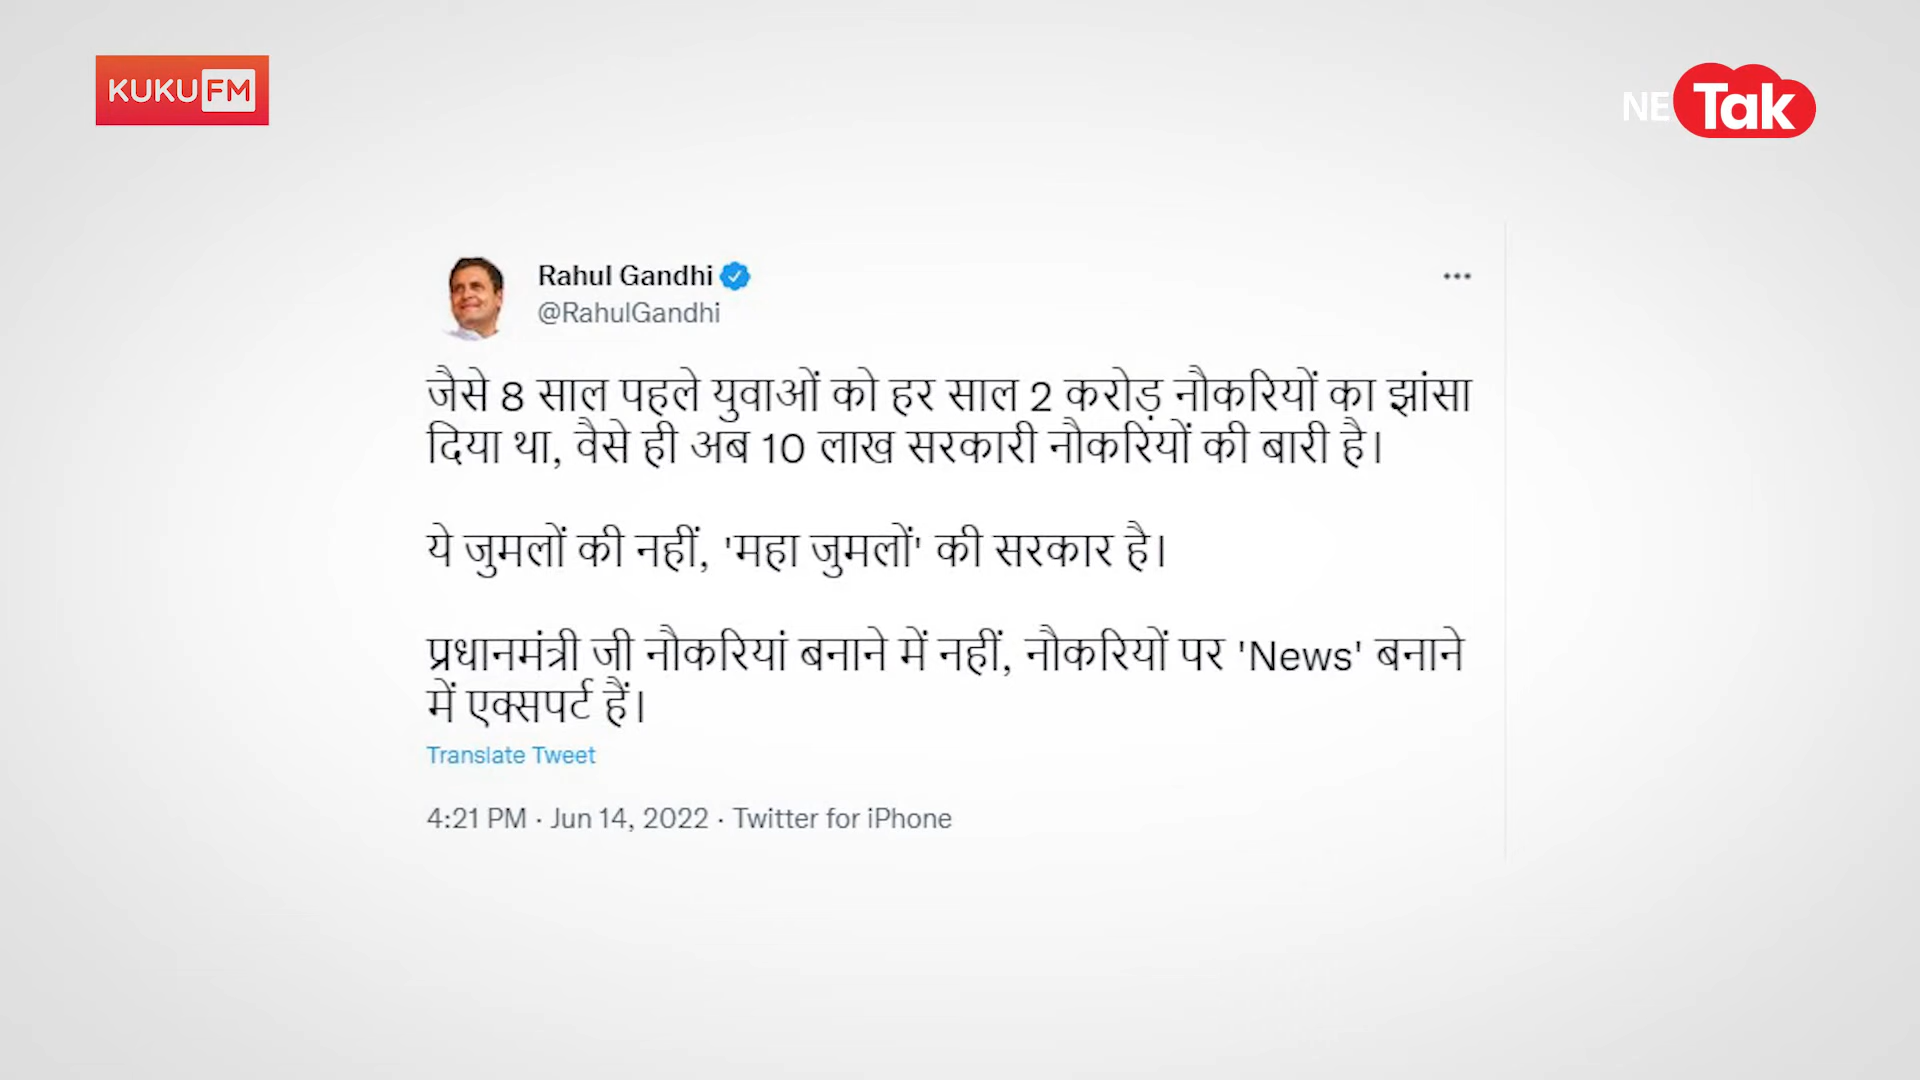 KUKU FM
NE Tak
Rahul Gandhi
@RahulGandhi
जैसे 8 साल पहले युवाओं को हर साल 2 करोड़ नौकरियों का झांसा
दिया था, वैसे ही अब 10 लाख सरकारी नौकरियों की बारी है।
ये जुमलों की नहीं, 'महा जुमलों' की सरकार है।
प्रधानमंत्री जी नौकरियां बनाने में नहीं, नौकरियों पर 'News' बनाने
में एक्सपर्ट हैं।
Translate Tweet
4:21 PM · Jun 14, 2022 · Twitter for iPhone